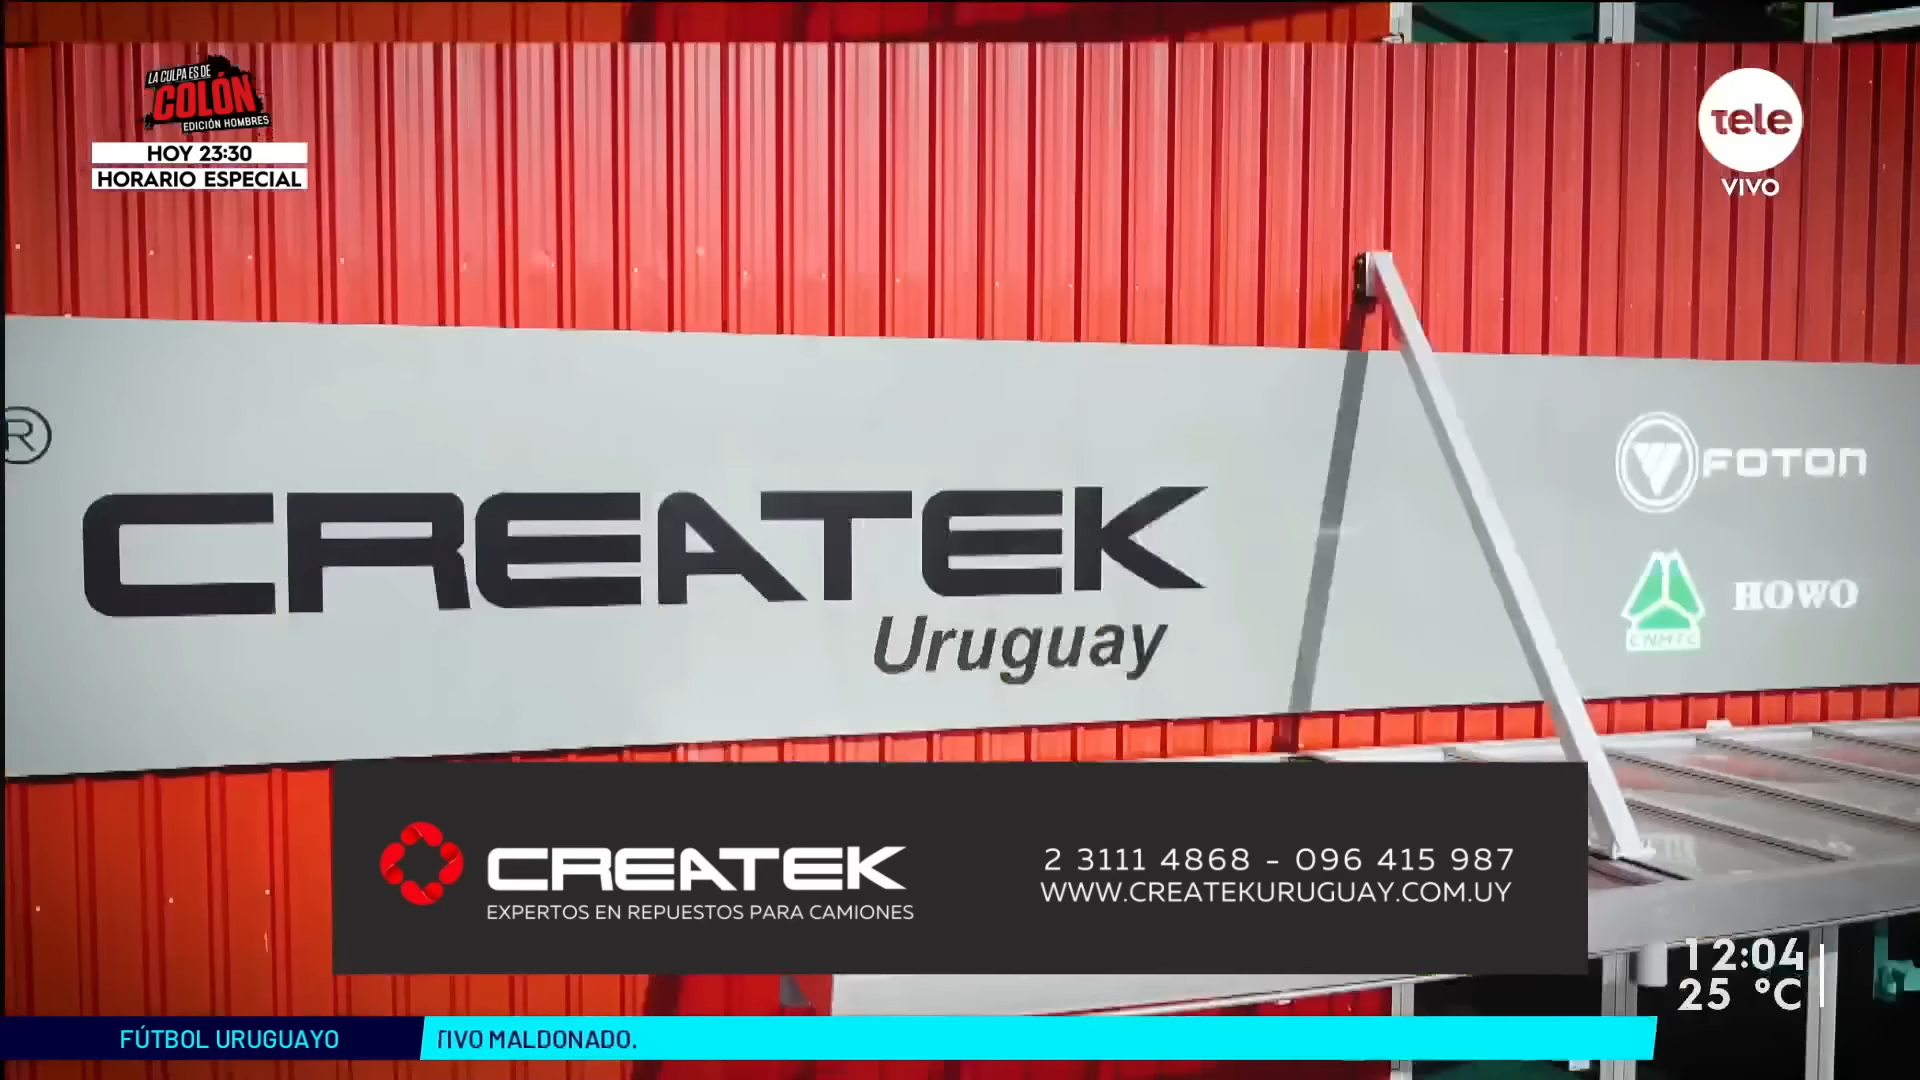 LA CULPA ES DE
COLÓN
EDICIÓN HOMBRES
HOY 23:30
HORARIO ESPECIAL
tele
VIVO
®
CREATEK
Uruguay
FOTON
CNHTC
HOWO
CREATEK
EXPERTOS EN REPUESTOS PARA CAMIONES
2 3111 4868 - 096 415 987
WWW.CREATEKURUGUAY.COM.UY
12:04
25 °C
FÚTBOL URUGUAYO
TIVO MALDONADO.